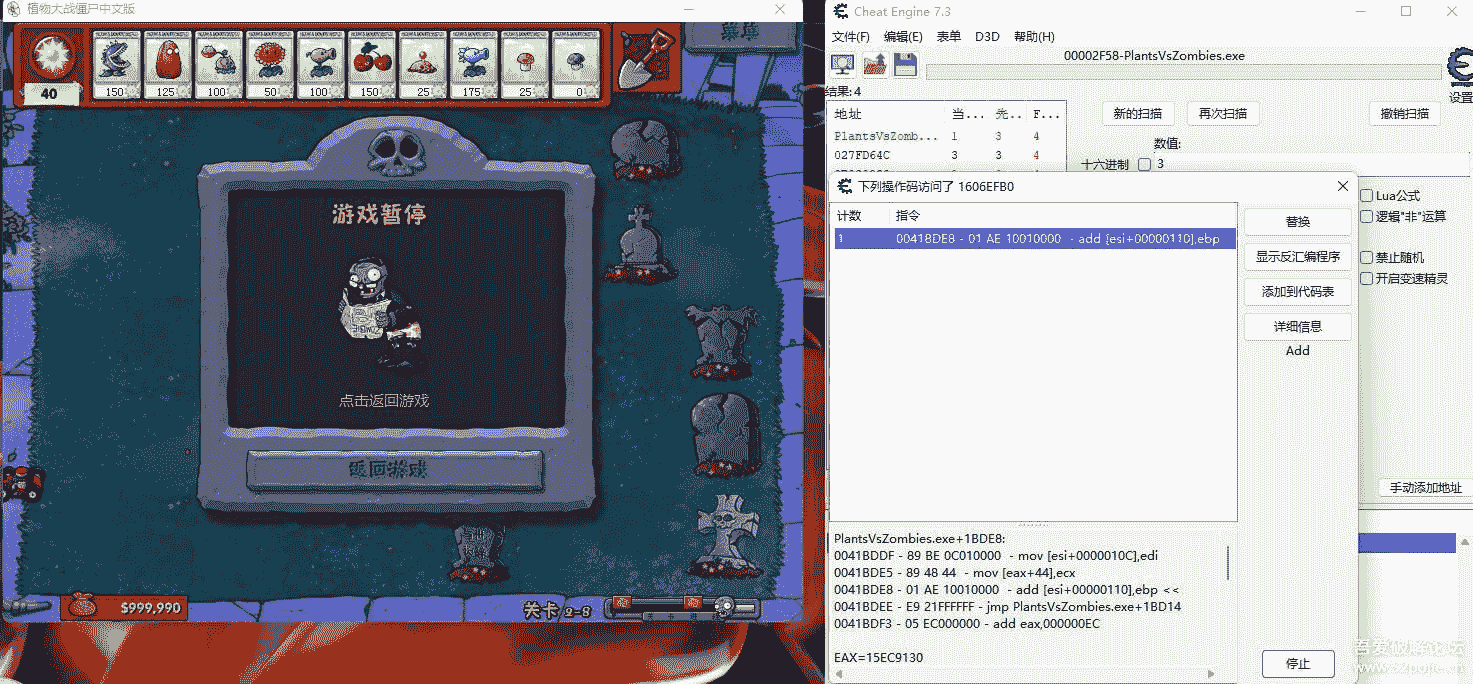 植物大战僵尸中文版
40
150
125
100
50
100
150
25
175
25
0
菜单
游戏暂停
点击返回游戏
返回游戏
$999,990
关卡 2-8
Cheat Engine 7.3
文件(F) 编辑(E) 表单 D3D 帮助(H)
00002F58-PlantsVsZombies.exe
设置
结果: 4
地址 当... 先.. F...
PlantsVsZomb... 1 3 4
027FD64C 3 3 4
新的扫描 再次扫描 撤销扫描
数值:
十六进制 3
下列操作码访问了 1606EFB0
计数 指令
1 0041BDE8 - 01 AE 10010000 - add [esi+00000110],ebp
替换
显示反汇编程序
添加到代码表
详细信息
Add
Lua公式
逻辑"非"运算
禁止随机
开启变速精灵
手动添加地址
PlantsVsZombies.exe+1BDE8:
0041BDDF - 89 BE 0C010000 - mov [esi+0000010C],edi
0041BDE5 - 89 48 44 - mov [eax+44],ecx
0041BDE8 - 01 AE 10010000 - add [esi+00000110],ebp <<
0041BDEE - E9 21FFFFFF - jmp PlantsVsZombies.exe+1BD14
0041BDF3 - 05 EC000000 - add eax,000000EC
EAX=15EC9130
停止
吾爱破解论坛
www.52pojie.cn